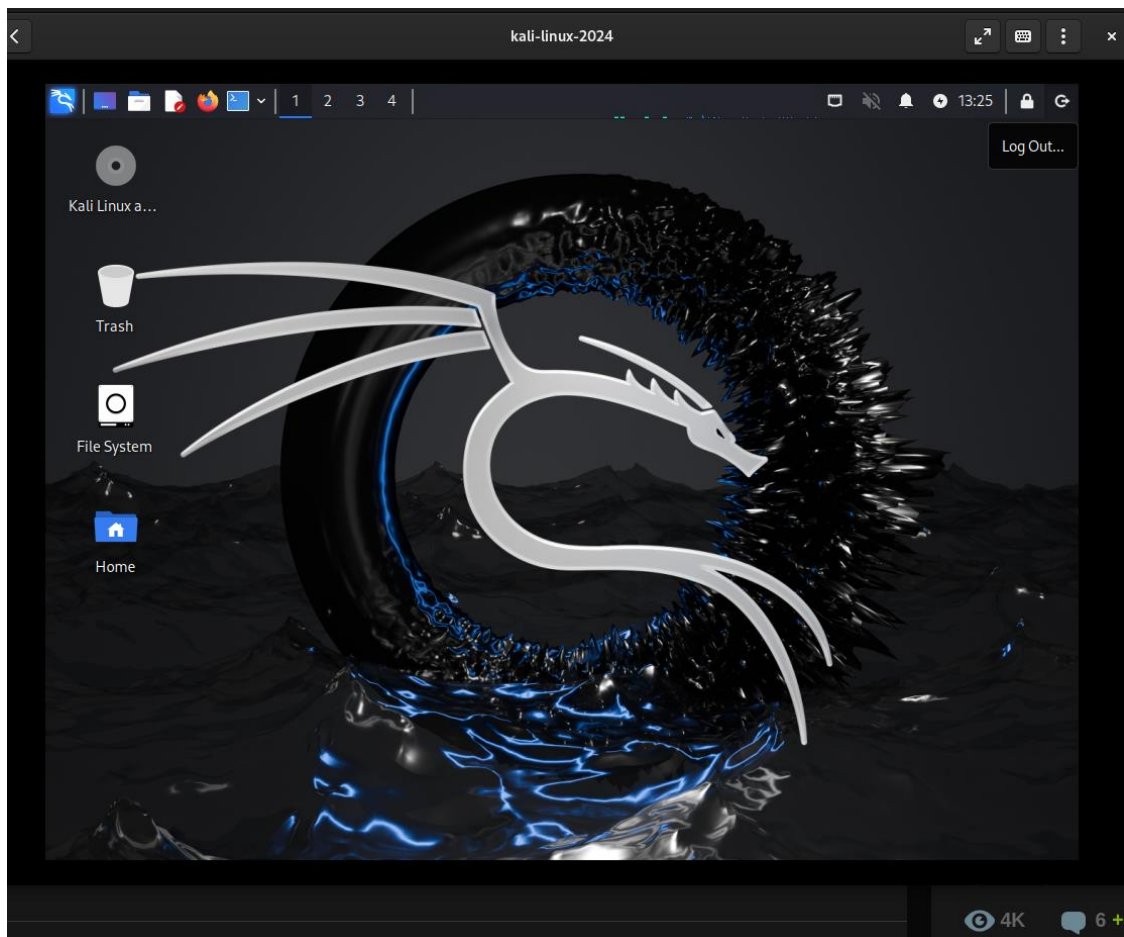 kali-linux-2024
1 2 3 4 13:25
Log Out...
Kali Linux a...
Trash
File System
Home
4K 6 +